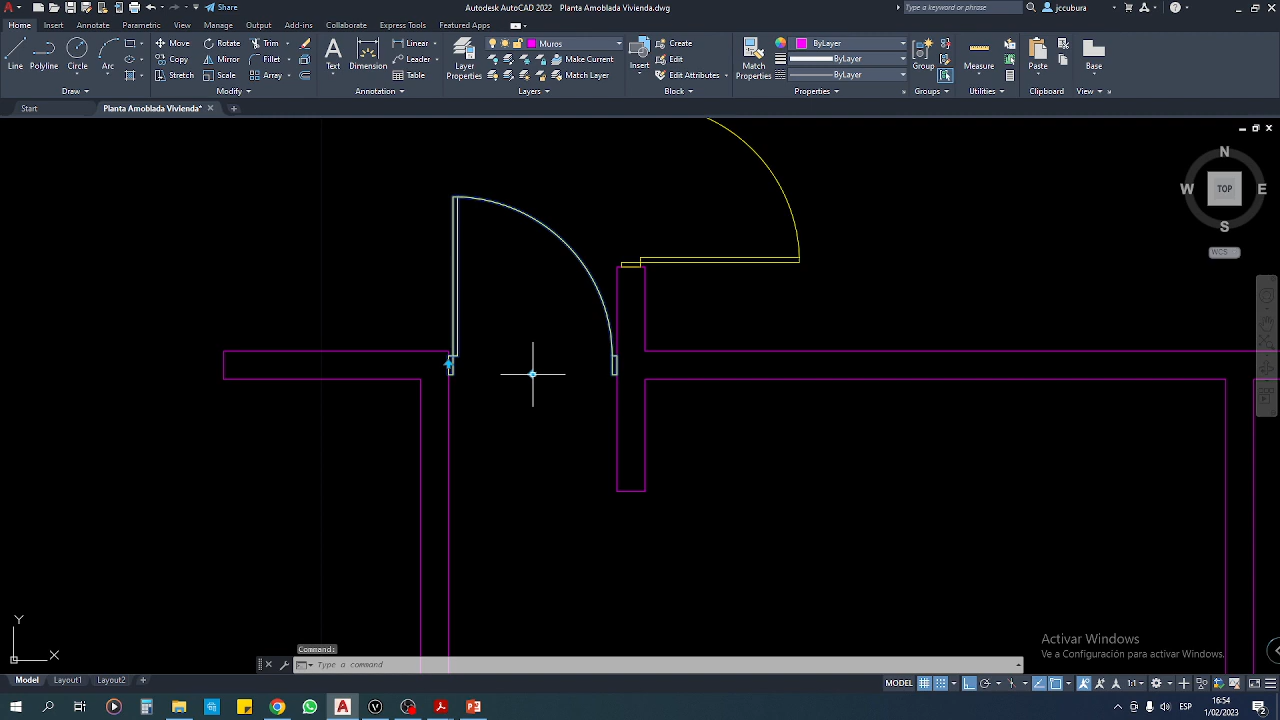 Share Autodesk AutoCAD 2022 Planta Amoblada Vivienda.dwg Type a keyword or phrase jccubura
Home Insert Annotate Parametric View Manage Output Add-ins Collaborate Express Tools Featured Apps
Line Polyline Circle Arc
Move Rotate Trim
Copy Mirror Fillet
Stretch Scale Array
Text Dimension
Linear
Leader
Table
Layer
Properties
Muros
Make Current
Match Layer
Insert
Create
Edit
Edit Attributes
Match
Properties
ByLayer
ByLayer
ByLayer
Group
Measure
Paste
Base
Draw Modify Annotation Layers Block Properties Groups Utilities Clipboard View
Start Planta Amoblada Vivienda*
N
W TOP E
S
WCS
Y
X
Activar Windows
Ve a Configuración para activar Windows.
Command:
Type a command
Model Layout1 Layout2 MODEL 1:1
ESP 16:54
1/02/2023